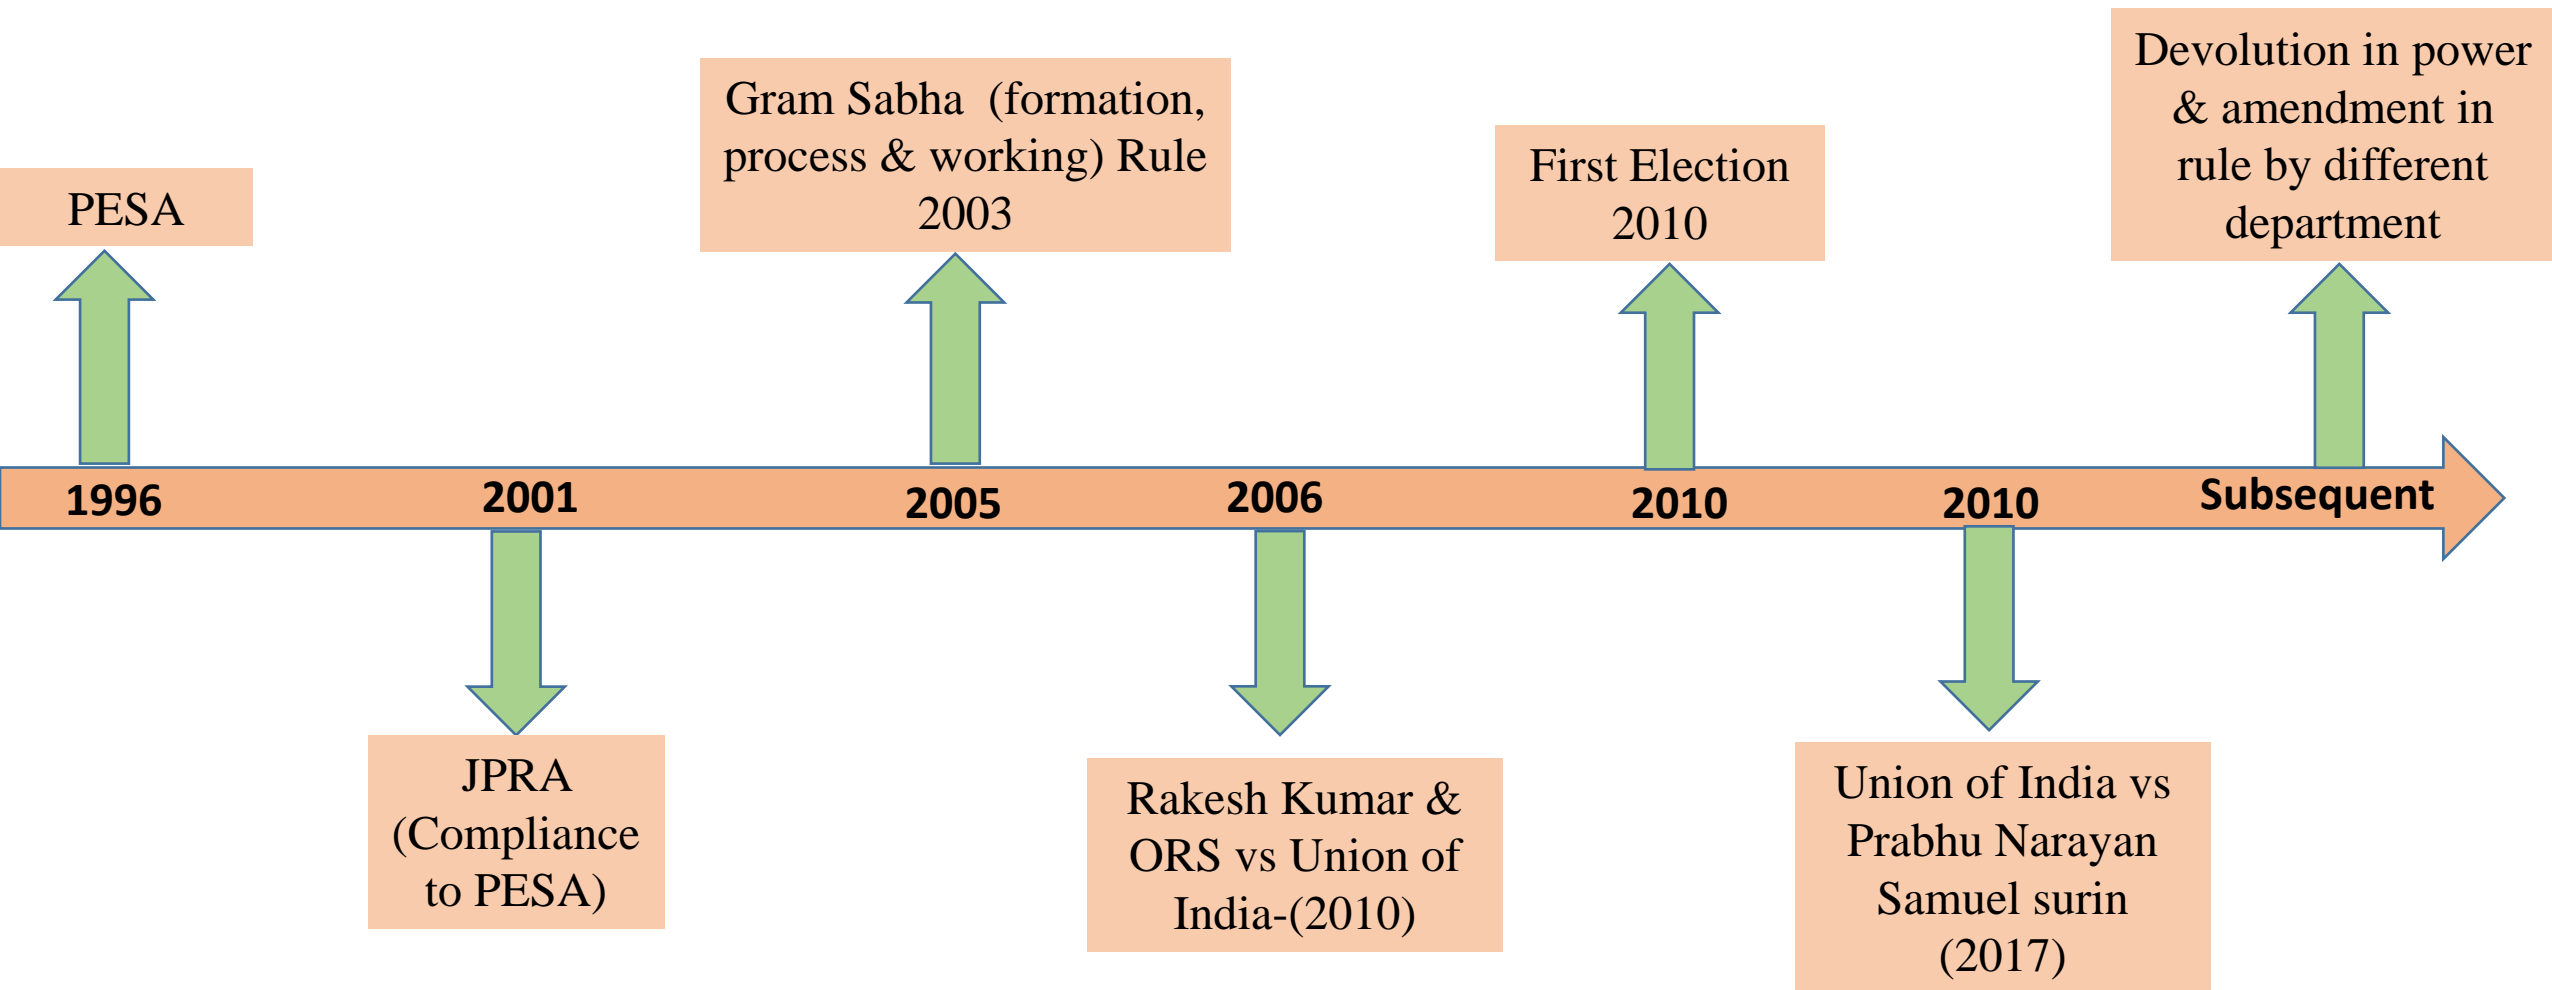 PESA
Gram Sabha (formation,
process & working) Rule
2003
First Election
2010
Devolution in power
& amendment in
rule by different
department
1996
2001
2005
2006
2010
2010
Subsequent
JPRA
(Compliance
to PESA)
Rakesh Kumar &
ORS vs Union of
India-(2010)
Union of India vs
Prabhu Narayan
Samuel surin
(2017)